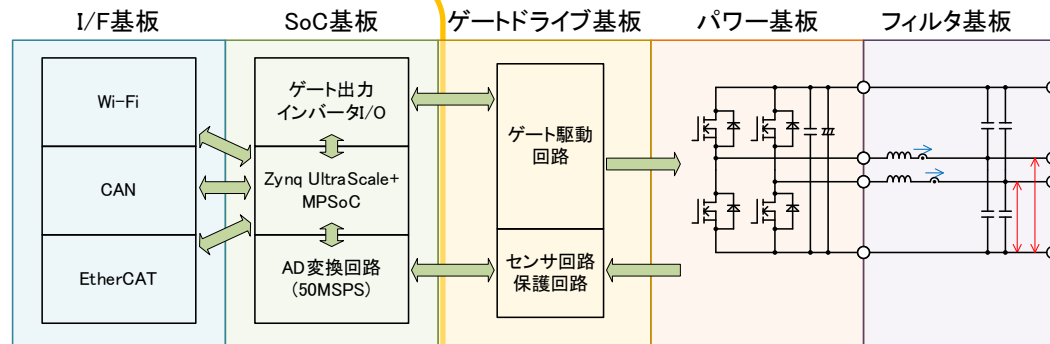 I/F基板
SoC基板
ゲートドライブ基板
パワー基板
フィルタ基板
Wi-Fi
CAN
EtherCAT
ゲート出力
インバータI/O
Zynq UltraScale+
MPSoC
AD変換回路
(50MSPS)
ゲート駆動
回路
センサ回路
保護回路